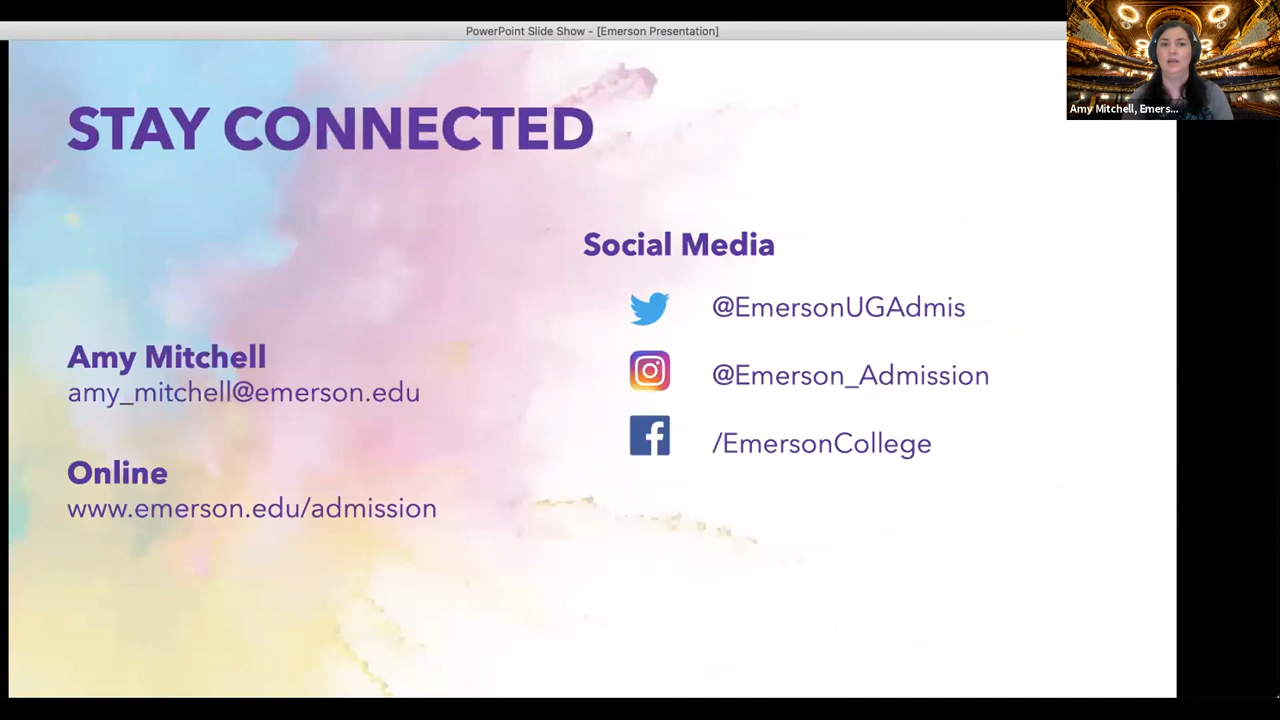 PowerPoint Slide Show - [Emerson Presentation]
Amy Mitchell, Emers...
STAY CONNECTED
Amy Mitchell
amy_mitchell@emerson.edu
Online
www.emerson.edu/admission
Social Media
@EmersonUGAdmis
@Emerson_Admission
/EmersonCollege